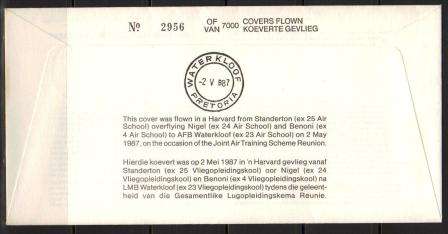 No 2956 OF VAN 7000 COVERS FLOWN KOEVERTE GEVLIEG
WATERKLOOF
-2 V 887
PRETORIA
This cover was flown in a Harvard from Standerton (ex 25 Air
School) overflying Nigel (ex 24 Air School) and Benoni (ex
4 Air School) to AFB Waterkloof (ex 23 Air School) on 2 May
1987, on the occasion of the Joint Air Training Scheme Reunion.
Hierdie koevert was op 2 Mei 1987 in 'n Harvard gevlieg vanaf
Standerton (ex 25 Vliegopleidingskool) oor Nigel (ex 24
Vliegopleidingskool) en Benoni (ex 4 Vliegopleidingskool) na
LMB Waterkloof (ex 23 Vliegopleidingskool) tydens die geleent-
heid van die Gesamentlike Lugopleidingskema Reunie.